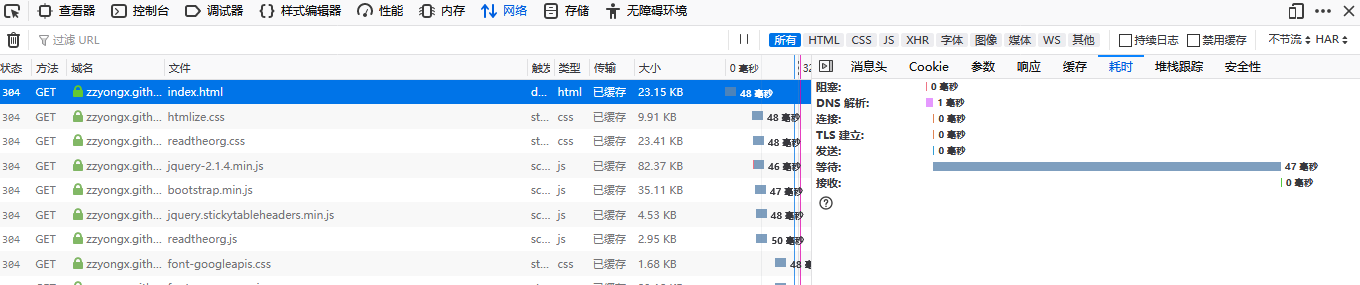 查看器 控制台 调试器 样式编辑器 性能 内存 网络 存储 无障碍环境
过滤 URL 所有 HTML CSS JS XHR 字体 图像 媒体 WS 其他 持续日志 禁用缓存 不节流 HAR
状态 方法 域名 文件 触发 类型 传输 大小 0 毫秒 32 消息头 Cookie 参数 响应 缓存 耗时 堆栈跟踪 安全性
304 GET zzyongx.gith… index.html d… html 已缓存 23.15 KB 48 毫秒
304 GET zzyongx.gith… htmlize.css st… css 已缓存 9.91 KB 48 毫秒
304 GET zzyongx.gith… readtheorg.css st… css 已缓存 23.41 KB 48 毫秒
304 GET zzyongx.gith… jquery-2.1.4.min.js sc… js 已缓存 82.37 KB 46 毫秒
304 GET zzyongx.gith… bootstrap.min.js sc… js 已缓存 35.11 KB 47 毫秒
304 GET zzyongx.gith… jquery.stickytableheaders.min.js sc… js 已缓存 4.53 KB 48 毫秒
304 GET zzyongx.gith… readtheorg.js sc… js 已缓存 2.95 KB 50 毫秒
304 GET zzyongx.gith… font-googleapis.css st… css 已缓存 1.68 KB 48
阻塞: 0 毫秒
DNS 解析: 1 毫秒
连接: 0 毫秒
TLS 建立: 0 毫秒
发送: 0 毫秒
等待: 47 毫秒
接收: 0 毫秒